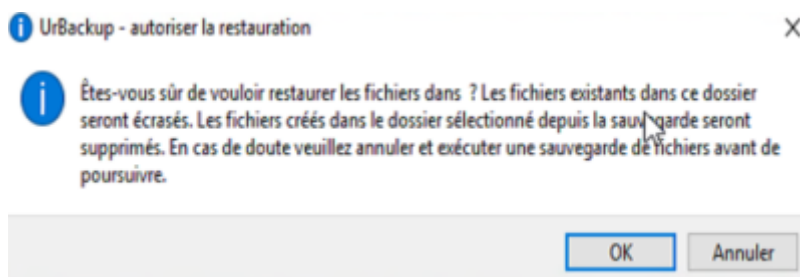 UrBackup - autoriser la restauration
Êtes-vous sûr de vouloir restaurer les fichiers dans ? Les fichiers existants dans ce dossier
seront écrasés. Les fichiers créés dans le dossier sélectionné depuis la sauvegarde seront
supprimés. En cas de doute veuillez annuler et exécuter une sauvegarde de fichiers avant de
poursuivre.
OK Annuler